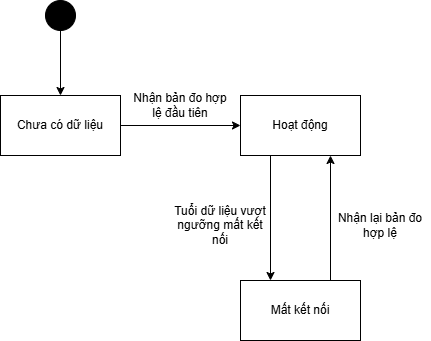 Chưa có dữ liệu
Nhận bản đo hợp
lệ đầu tiên
Hoạt động
Tuổi dữ liệu vượt
ngưỡng mất kết
nối
Nhận lại bản đo
hợp lệ
Mất kết nối